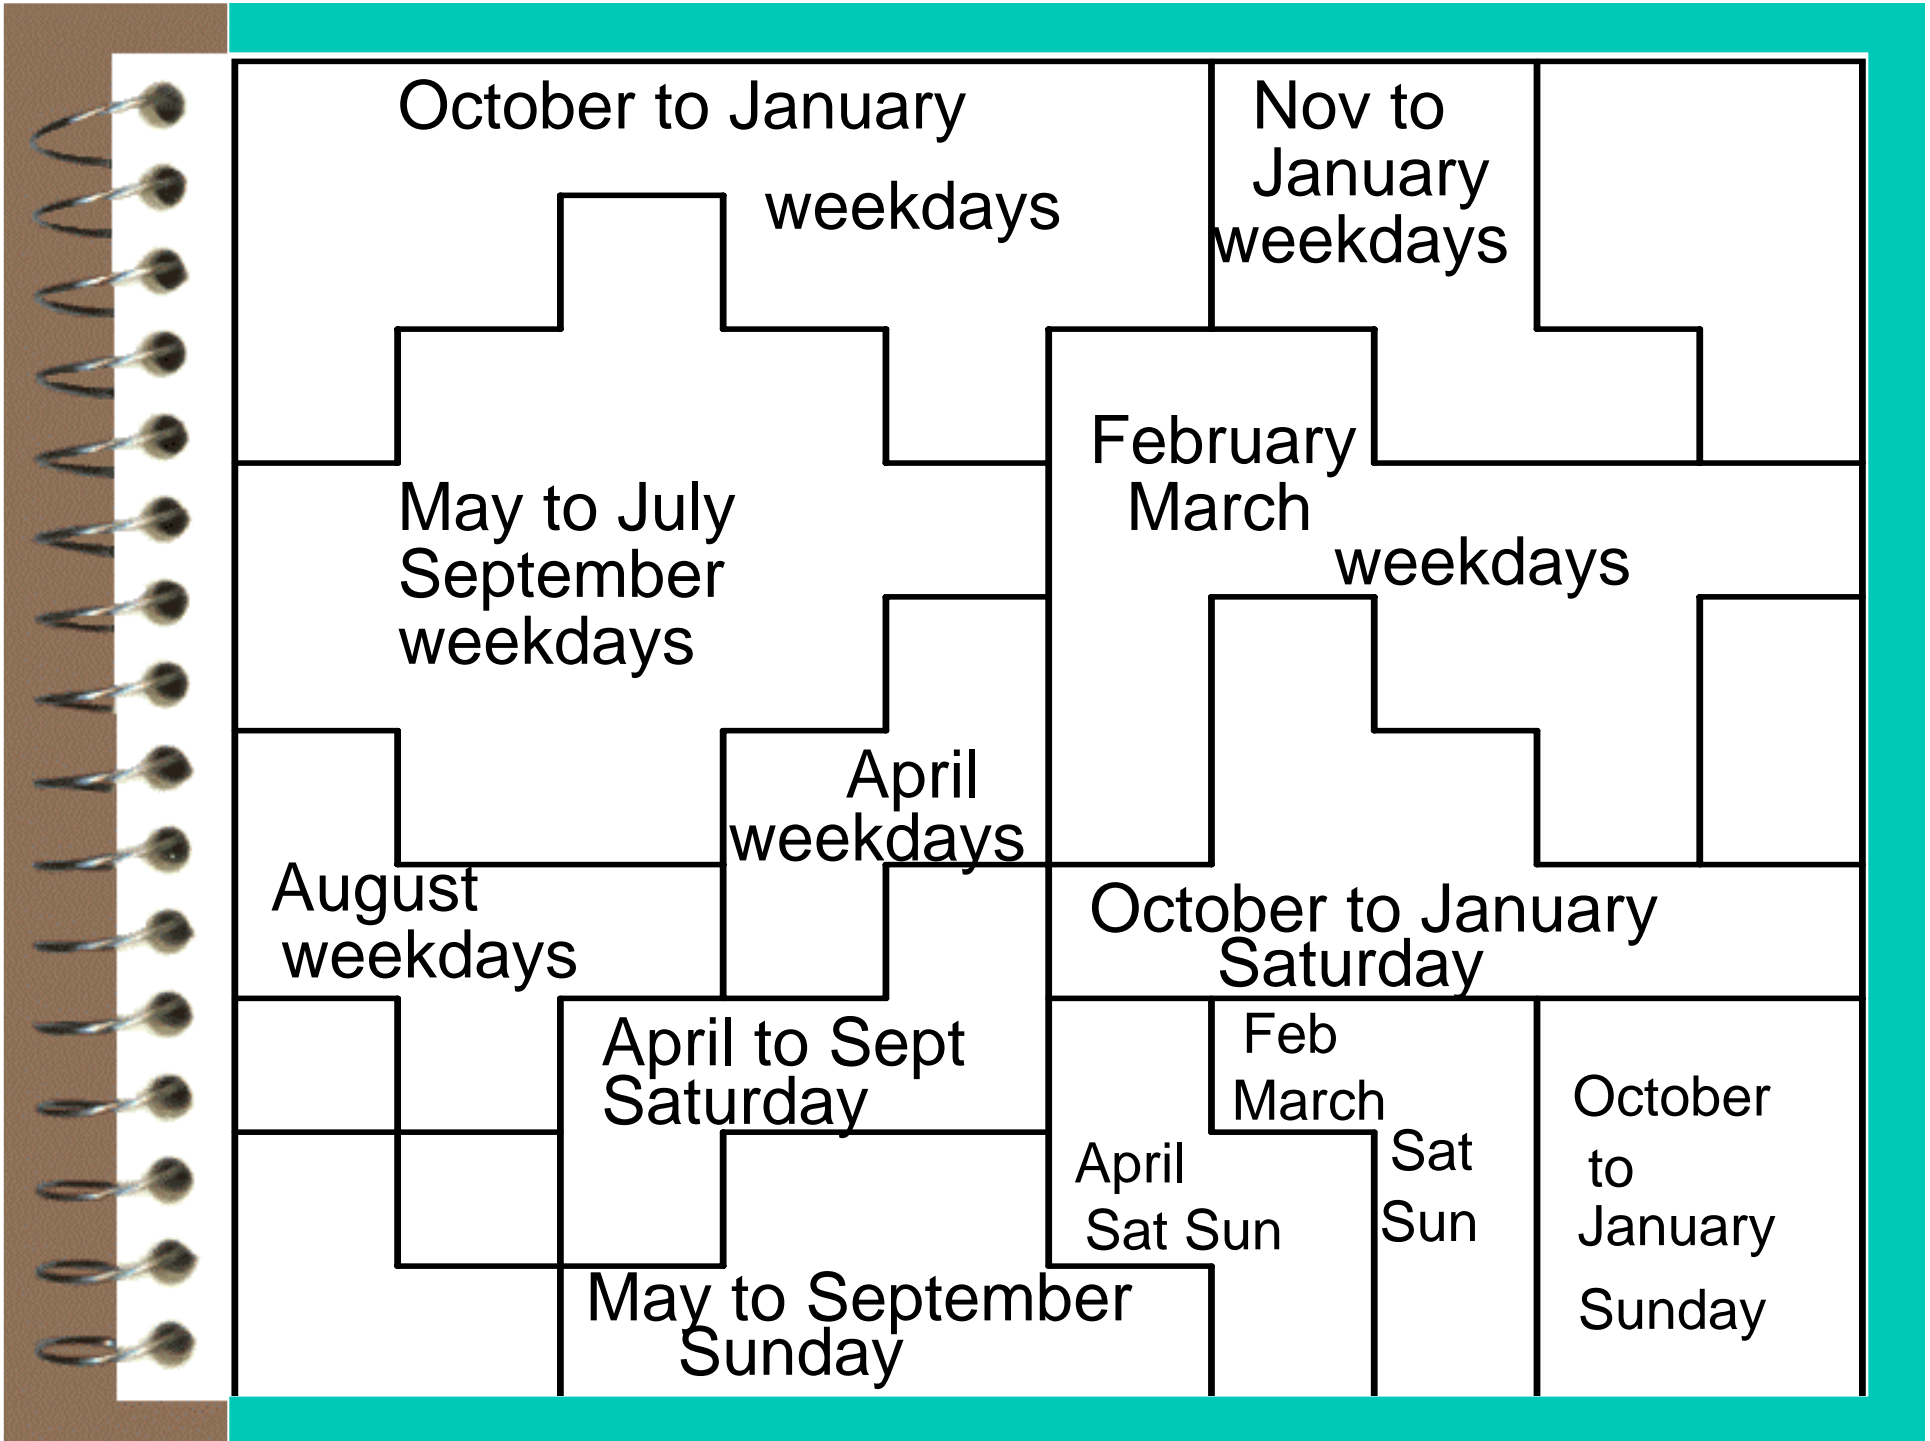 October to January
weekdays
Nov to
January
weekdays
May to July
September
weekdays
February
March
weekdays
April
weekdays
August
weekdays
October to January
Saturday
April to Sept
Saturday
April
Sat Sun
Feb
March
Sat
Sun
October
to
January
Sunday
May to September
Sunday